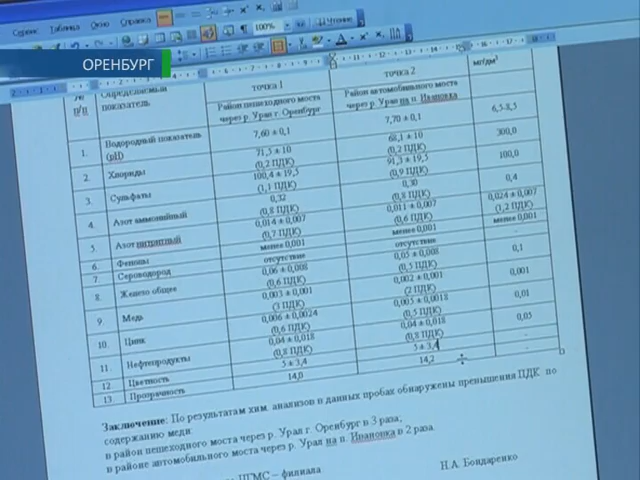 Сервис Таблица Окно Справка
100% Чтение
ОРЕНБУРГ
№ п/п Определяемый показатель точка 1 точка 2 мг/дм³
Район пешеходного моста через р. Урал г. Оренбург Район автомобильного моста через р. Урал на п. Ивановка
1. Водородный показатель (pH) 7,60 ± 0,1 7,70 ± 0,1 6,5-8,5
2. Хлориды 71,5 ± 10 (0,2 ПДК) 68,1 ± 10 (0,2 ПДК) 300,0
3. Сульфаты 100,4 ± 19,5 (1,1 ПДК) 91,3 ± 19,5 (0,9 ПДК) 100,0
4. Азот аммонийный 0,32 (0,8 ПДК) 0,30 (0,8 ПДК) 0,4
5. Азот нитритный 0,014 ± 0,007 (0,7 ПДК) 0,011 ± 0,007 (0,6 ПДК) 0,024 ± 0,007 (1,2 ПДК)
6. Фенолы менее 0,001 менее 0,001 менее 0,001
7. Сероводород отсутствие отсутствие
8. Железо общее 0,06 ± 0,008 (0,6 ПДК) 0,05 ± 0,008 (0,5 ПДК) 0,1
9. Медь 0,003 ± 0,001 (3 ПДК) 0,002 ± 0,001 (2 ПДК) 0,001
10. Цинк 0,006 ± 0,0024 (0,6 ПДК) 0,005 ± 0,0018 (0,5 ПДК) 0,01
11. Нефтепродукты 0,04 ± 0,018 (0,8 ПДК) 0,04 ± 0,018 (0,8 ПДК) 0,05
12 Цветность 5 ± 3,4 5 ± 3,4 -
13. Прозрачность 14,0 14,2 -
Заключение: По результатам хим. анализов в данных пробах обнаружены превышения ПДК по
содержанию меди
в район пешеходного моста через р. Урал г. Оренбург в 3 раза;
в районе автомобильного моста через р. Урал на п. Ивановка в 2 раза.
ЦГМС – филиала Н.А. Бондаренко